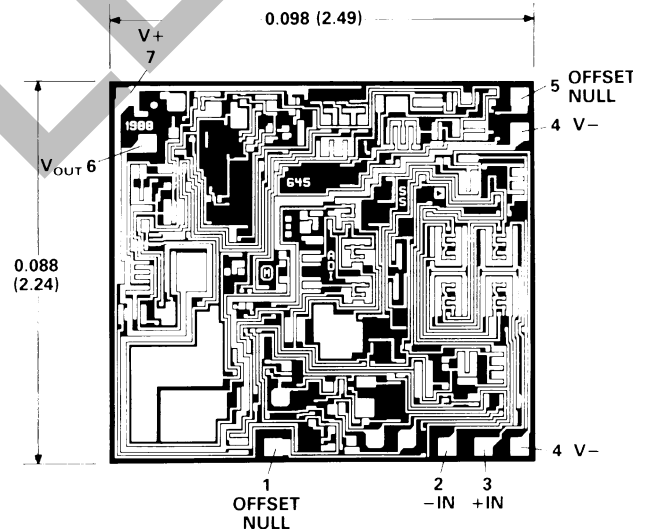 0.098 (2.49)
V+
7
5 OFFSET
NULL
4 V–
1988
VOUT 6
645
SS
0.088
(2.24)
M
ADI
4 V–
1
OFFSET
NULL
2
–IN
3
+IN